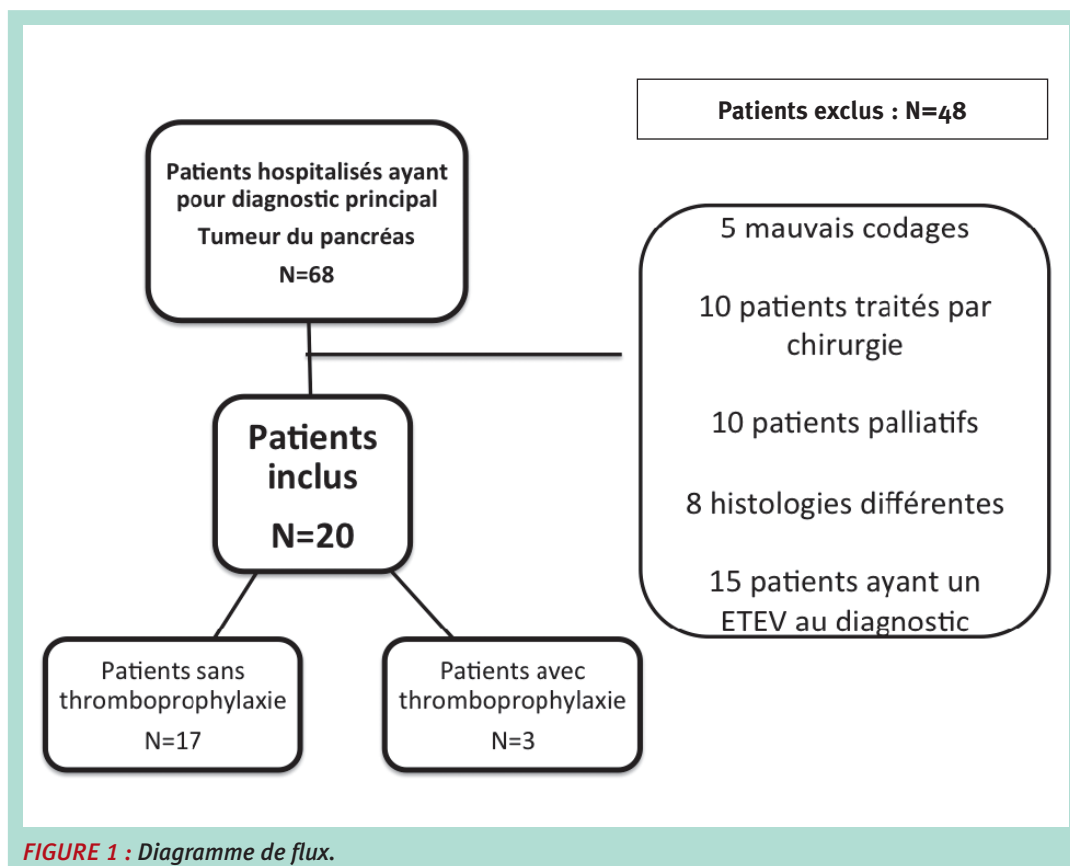 Patients exclus : N=48
Patients hospitalisés ayant
pour diagnostic principal
Tumeur du pancréas
N=68
5 mauvais codages
10 patients traités par
chirurgie
10 patients palliatifs
8 histologies différentes
15 patients ayant un
ETEV au diagnostic
Patients
inclus
N=20
Patients sans
thromboprophylaxie
N=17
Patients avec
thromboprophylaxie
N=3
FIGURE 1 : Diagramme de flux.